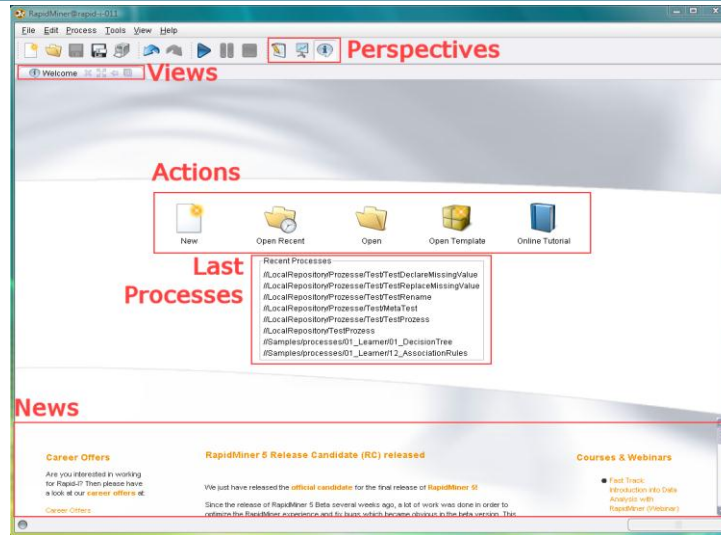 RapidMiner@rapid-i-011
File Edit Process Tools View Help
Perspectives
Welcome
Views
Actions
New Open Recent Open Open Template Online Tutorial
Last Processes
Recent Processes
//LocalRepository/Prozesse/Test/TestDeclareMissingValue
//LocalRepository/Prozesse/Test/TestReplaceMissingValue
//LocalRepository/Prozesse/Test/TestRename
//LocalRepository/Prozesse/Test/MetaTest
//LocalRepository/Prozesse/Test/TestProzess
//LocalRepository/TestProzess
//Samples/processes/01_Learner/01_DecisionTree
//Samples/processes/01_Learner/12_AssociationRules
News
Career Offers
Are you interested in working
for Rapid-I? Then please have
a look at our career offers at:
Career Offers
RapidMiner 5 Release Candidate (RC) released
We just have released the official candidate for the final release of RapidMiner 5!
Since the release of RapidMiner 5 Beta several weeks ago, a lot of work was done in order to
optimize the RapidMiner experience and fix bugs which became obvious in the beta version. This
Courses & Webinars
Fast Track:
Introduction into Data
Analysis with
RapidMiner (Webinar)